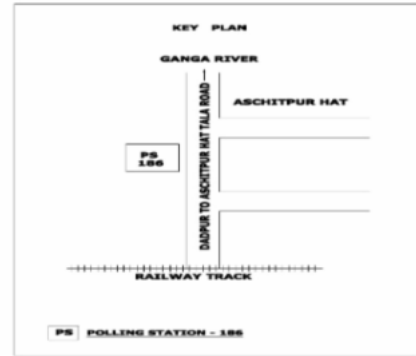 KEY PLAN
GANGA RIVER
ASCHITPUR HAT
DADPUR TO ASCHITPUR HAT TALA ROAD
PS
186
RAILWAY TRACK
PS POLLING STATION - 186